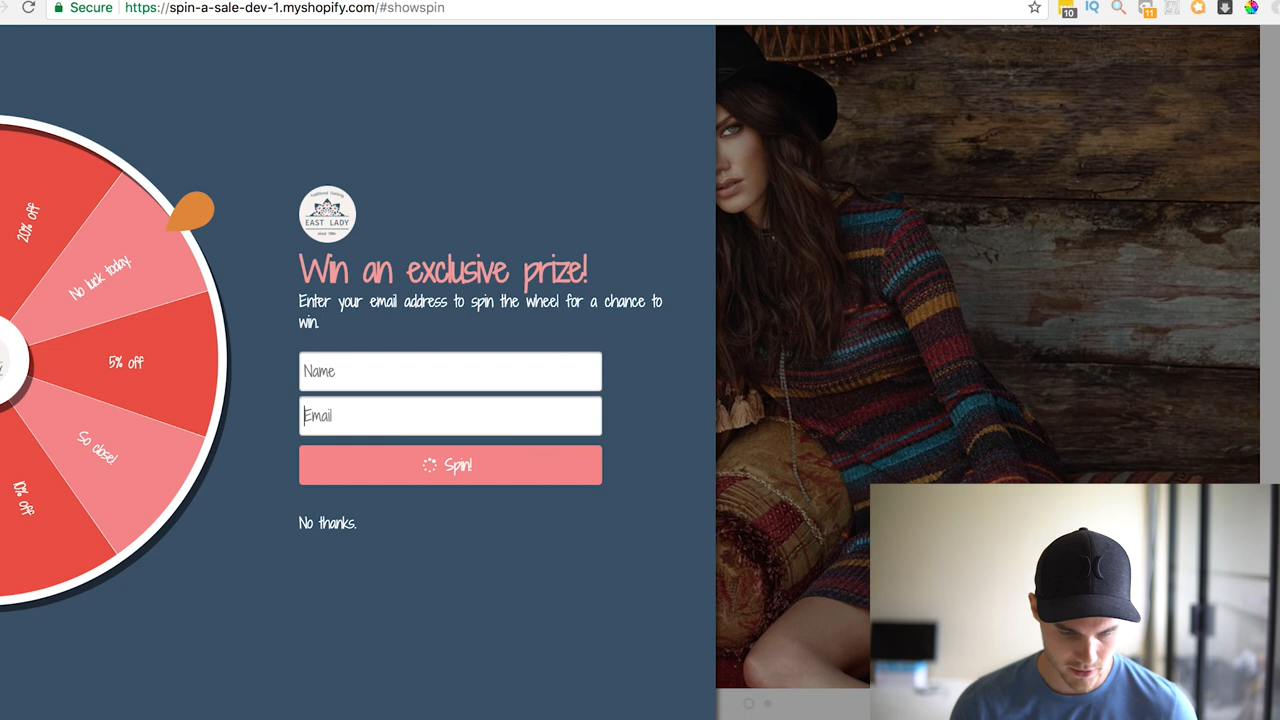 Secure
https://spin-a-sale-dev-1.myshopify.com/#showspin
10
11
20% off
No luck today.
5% off
So close!
10% off
EAST LADY
Win an exclusive prize!
Enter your email address to spin the wheel for a chance to
win.
Name
Email
Spin!
No thanks.